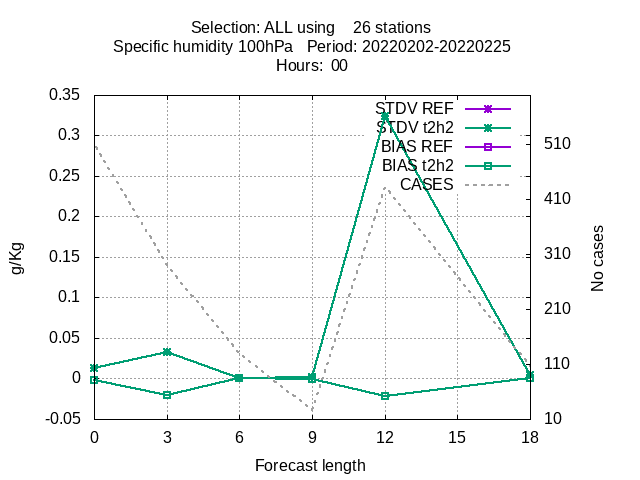 Selection: ALL using    26 stations
Specific humidity 100hPa   Period: 20220202-20220225
Hours:  00
0.35
0.3
0.25
0.2
0.15
0.1
0.05
0
-0.05
g/Kg
STDV REF
STDV t2h2
BIAS REF
BIAS t2h2
CASES
510
410
310
210
110
10
No cases
0 3 6 9 12 15 18
Forecast length